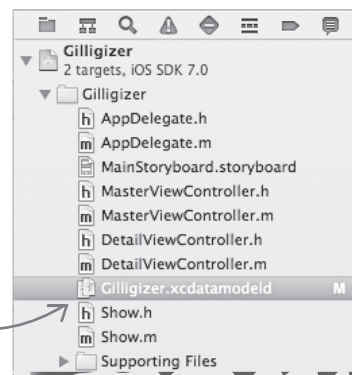 Gilligizer
2 targets, iOS SDK 7.0
Gilligizer
h AppDelegate.h
m AppDelegate.m
MainStoryboard.storyboard
h MasterViewController.h
m MasterViewController.m
h DetailViewController.h
m DetailViewController.m
Gilligizer.xcdatamodeld M
h Show.h
m Show.m
Supporting Files